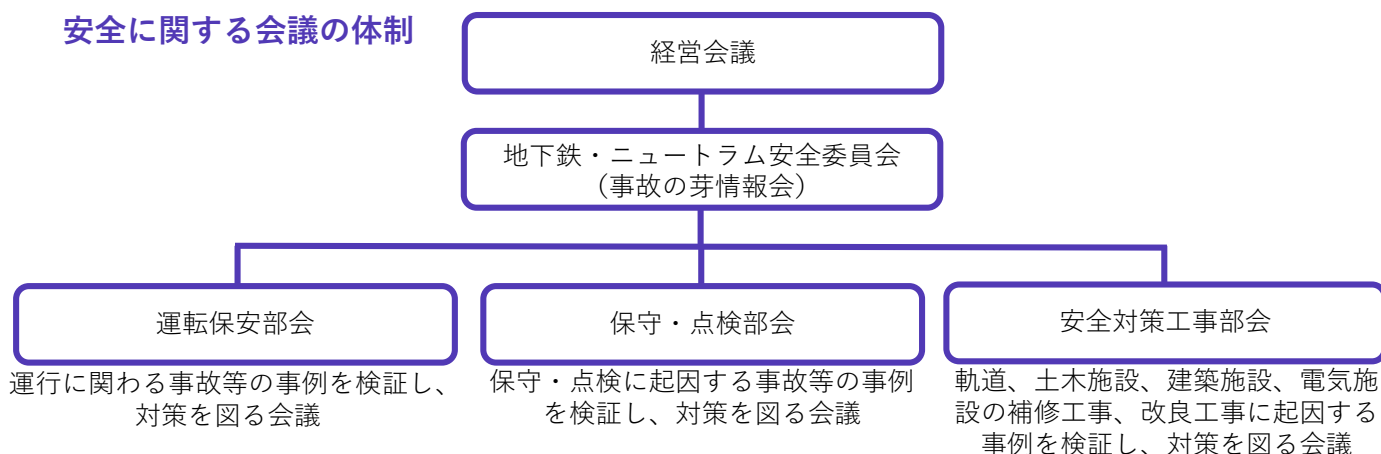 安全に関する会議の体制
経営会議
地下鉄・ニュートラム安全委員会
（事故の芽情報会）
運転保安部会
運行に関わる事故等の事例を検証し、
対策を図る会議
保守・点検部会
保守・点検に起因する事故等の事例
を検証し、対策を図る会議
安全対策工事部会
軌道、土木施設、建築施設、電気施
設の補修工事、改良工事に起因する
事例を検証し、対策を図る会議